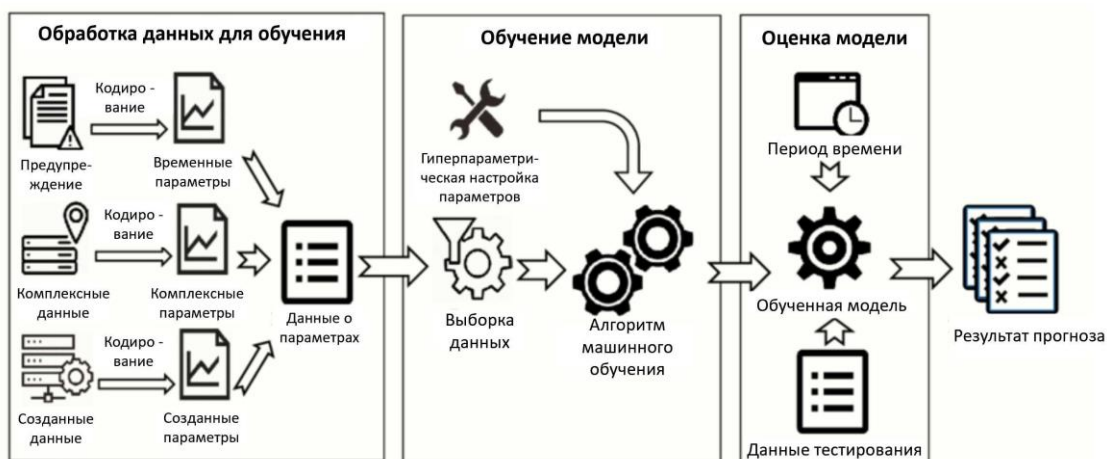 Обработка данных для обучения
Кодиро -
вание
Предупре-
ждение
Временные
параметры
Кодиро -
вание
Комплексные
данные
Комплексные
параметры
Кодиро -
вание
Созданные
данные
Созданные
параметры
Данные о
параметрах
Обучение модели
Гиперпараметри-
ческая настройка
параметров
Выборка
данных
Алгоритм
машинного
обучения
Оценка модели
Период времени
Обученная модель
Данные тестирования
Результат прогноза